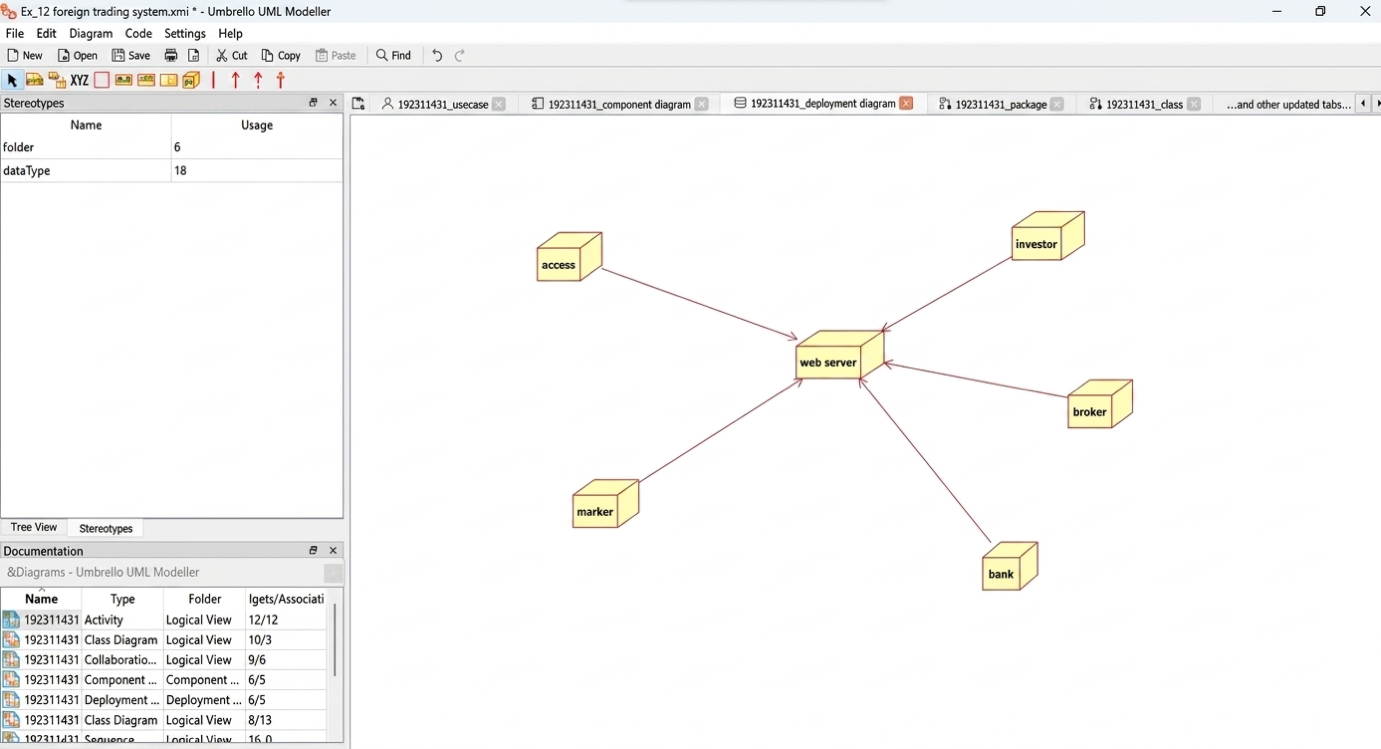 Ex_12 foreign trading system.xmi * - Umbrello UML Modeller
File Edit Diagram Code Settings Help
New Open Save Cut Copy Paste Find
XYZ
Stereotypes
192311431_usecase 192311431_component diagram 192311431_deployment diagram 192311431_package 192311431_class ...and other updated tabs...
Name Usage
folder 6
dataType 18
access
investor
web server
broker
marker
bank
Tree View Stereotypes
Documentation
&Diagrams - Umbrello UML Modeller
Name Type Folder lgets/Associati
192311431 Activity Logical View 12/12
192311431 Class Diagram Logical View 10/3
192311431 Collaboratio... Logical View 9/6
192311431 Component ... Component ... 6/5
192311431 Deployment ... Deployment ... 6/5
192311431 Class Diagram Logical View 8/13
192311431 Sequence Logical View